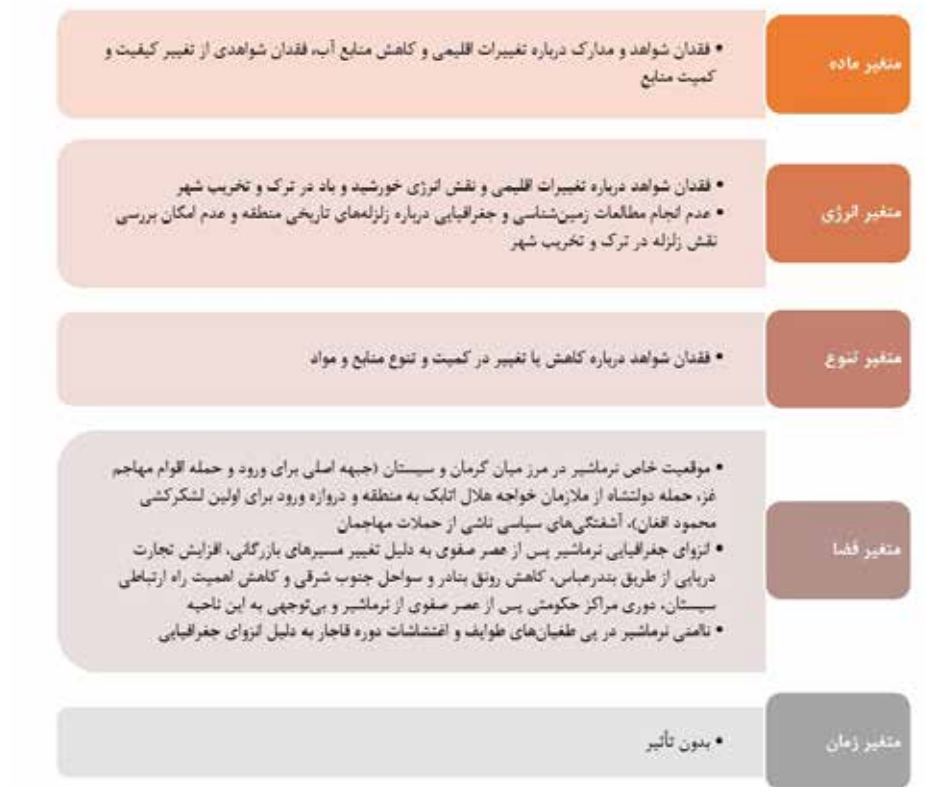 متغیر ماده
• فقدان شواهد و مدارک درباره تغییرات اقلیمی و کاهش منابع آب، فقدان شواهدی از تغییر کیفیت و
کمیت منابع
متغیر انرژی
• فقدان شواهد درباره تغییرات اقلیمی و نقش انرژی خورشید و باد در ترک و تخریب شهر
• عدم انجام مطالعات زمین‌شناسی و جغرافیایی درباره زلزله‌های تاریخی منطقه و عدم امکان بررسی
نقش زلزله در ترک و تخریب شهر
متغیر تنوع
• فقدان شواهد درباره کاهش یا تغییر در کمیت و تنوع منابع و مواد
متغیر فضا
• موقعیت خاص نرماشیر در مرز میان کرمان و سیستان (جبهه اصلی برای ورود و حمله اقوام مهاجم
غز، حمله دولتشاه از ملازمان خواجه هلال اتابک به منطقه و دروازه ورود برای اولین لشکرکشی
محمود افغان)، آشفتگی‌های سیاسی ناشی از حملات مهاجمان
• انزوای جغرافیایی نرماشیر پس از عصر صفوی به دلیل تغییر مسیرهای بازرگانی، افزایش تجارت
دریایی از طریق بندرعباس، کاهش رونق بنادر و سواحل جنوب شرقی و کاهش اهمیت راه ارتباطی
سیستان، دوری مراکز حکومتی پس از عصر صفوی از نرماشیر و بی‌توجهی به این ناحیه
• ناامنی نرماشیر در پی طغیان‌های طوایف و اغتشاشات دوره قاجار به دلیل انزوای جغرافیایی
متغیر زمان
• بدون تأثیر